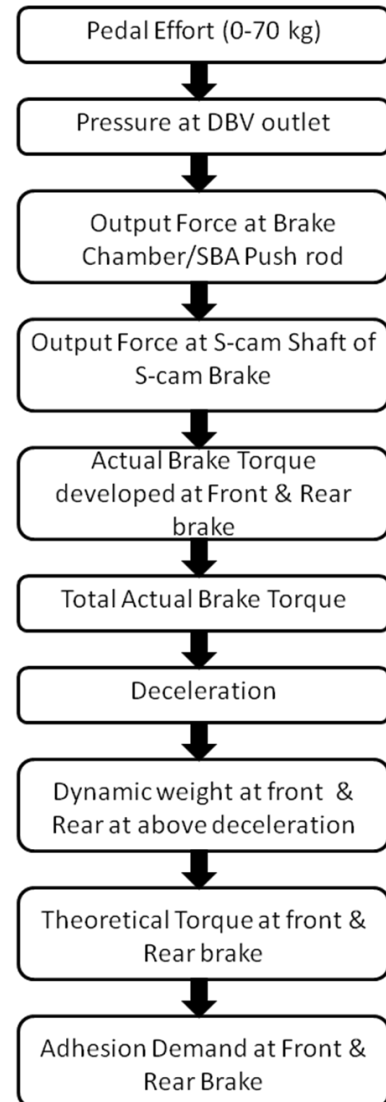 Pedal Effort (0-70 kg)
Pressure at DBV outlet
Output Force at Brake
Chamber/SBA Push rod
Output Force at S-cam Shaft of
S-cam Brake
Actual Brake Torque
developed at Front & Rear
brake
Total Actual Brake Torque
Deceleration
Dynamic weight at front &
Rear at above deceleration
Theoretical Torque at front &
Rear brake
Adhesion Demand at Front &
Rear Brake